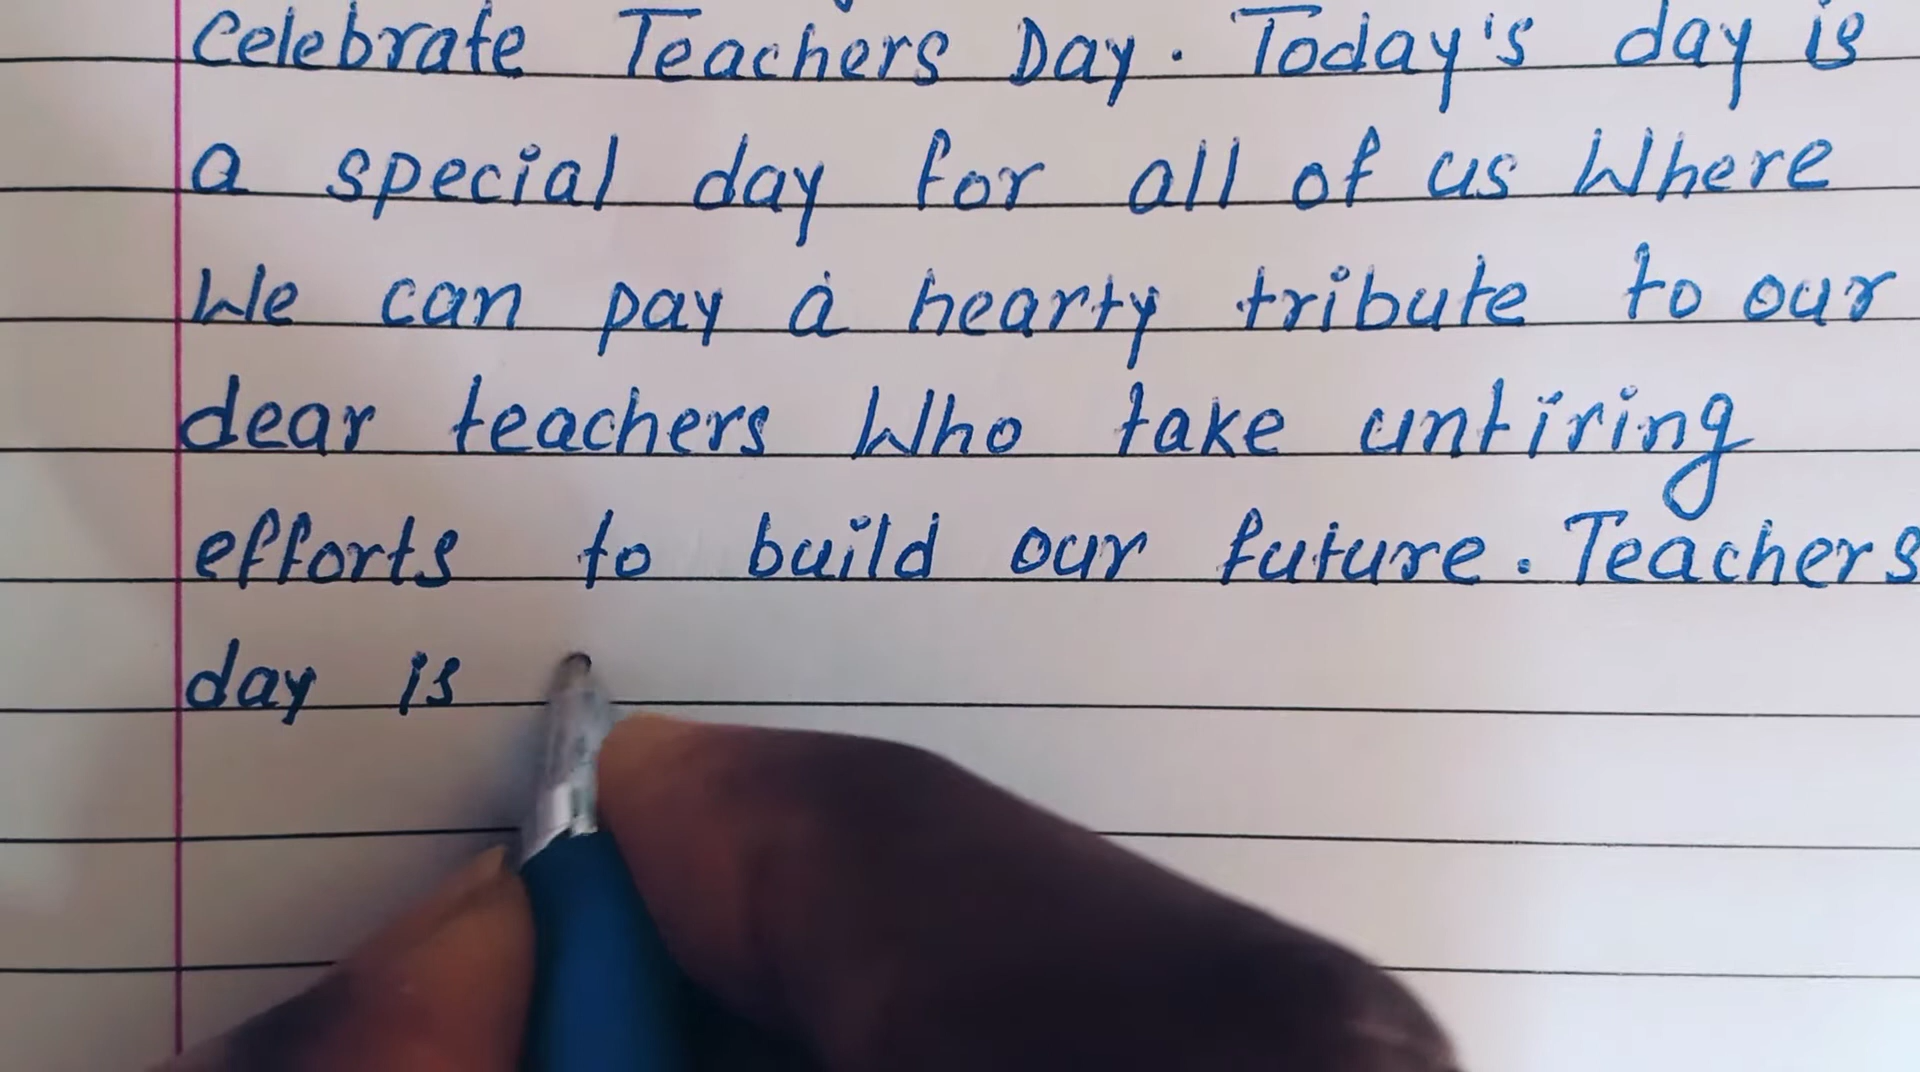 Celebrate Teachers Day. Today's day is
a special day for all of us Where
We can pay a hearty tribute to our
dear teachers Who take untiring
efforts to build our future. Teachers
day is